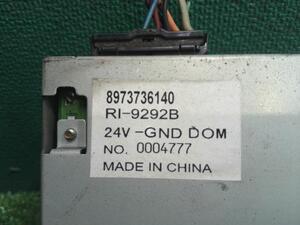 8973736140
RI-9292B
24V -GND DOM
NO. 0004777
MADE IN CHINA